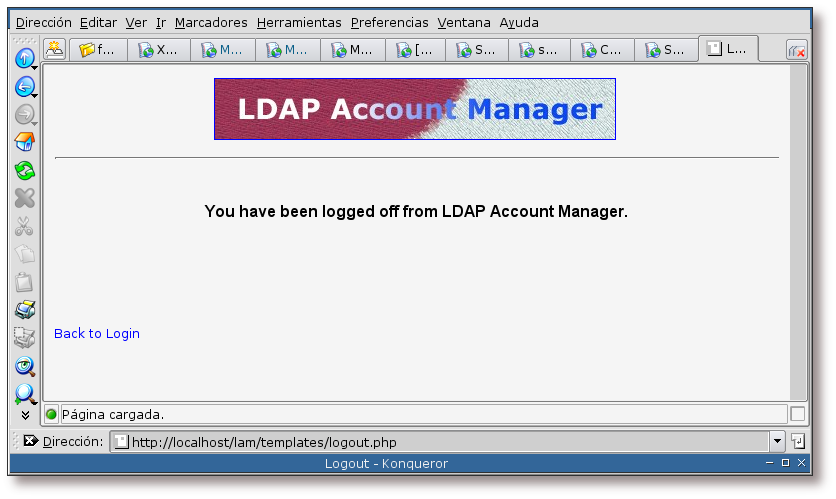 Dirección Editar Ver Ir Marcadores Herramientas Preferencias Ventana Ayuda
f... X... M... M... M... [... S... s... C... S... L...
LDAP Account Manager
You have been logged off from LDAP Account Manager.
Back to Login
Página cargada.
Dirección: http://localhost/lam/templates/logout.php
Logout - Konqueror